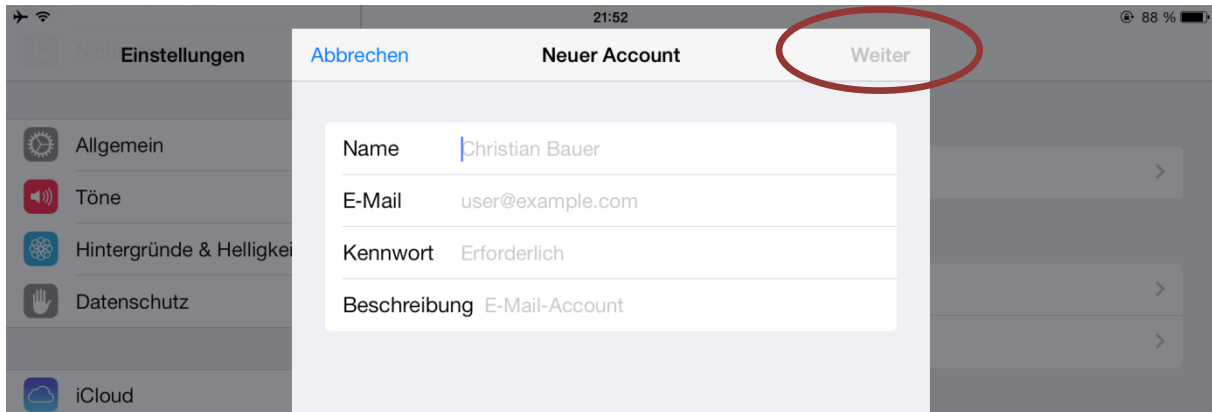 21:52
88 %
Einstellungen
Abbrechen
Neuer Account
Weiter
Allgemein
Töne
Hintergründe & Helligkei
Datenschutz
iCloud
Name Christian Bauer
E-Mail user@example.com
Kennwort Erforderlich
Beschreibung E-Mail-Account